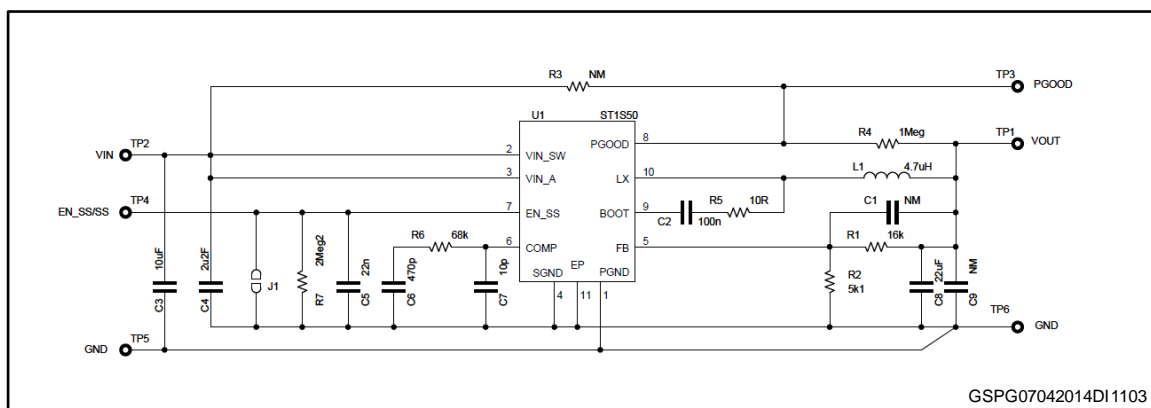 R3 NM
TP3
PGOOD
U1 ST1S50
TP2
VIN
2 VIN_SW
PGOOD 8
R4 1Meg
TP1
VOUT
3 VIN_A
LX 10
L1 4.7uH
TP4
EN_SS/SS
7 EN_SS
BOOT 9
C2 100n
R5 10R
C1 NM
6 COMP
FB 5
R6 68k
R1 16k
SGND EP PGND
4 11 1
C3 10uF
C4 2u2F
J1
R7 2Meg2
C5 22n
C6 470p
C7 10p
R2
5k1
C8 22uF
C9 NM
TP6
GND
TP5
GND
GSPG07042014DI1103